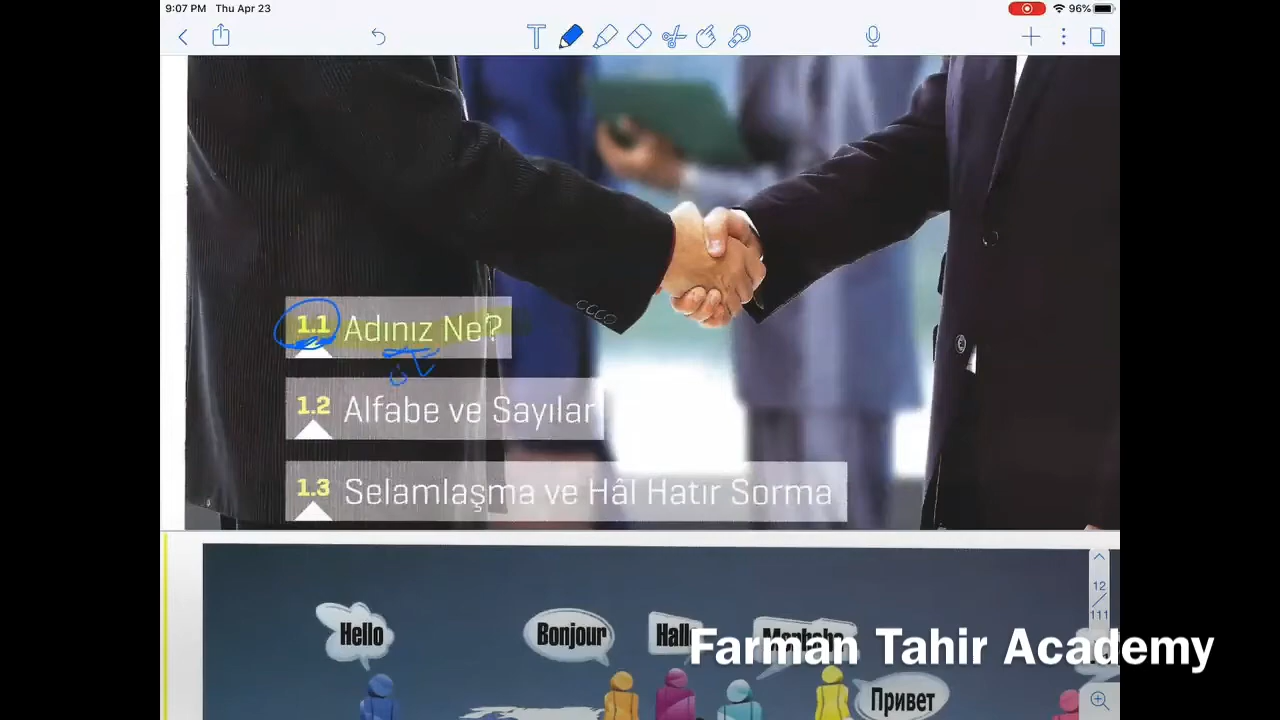 9:07 PM Thu Apr 23
96%
1.1 Adınız Ne?
1.2 Alfabe ve Sayılar
1.3 Selamlaşma ve Hâl Hatır Sorma
12
111
Hello
Bonjour
Привет
Farman Tahir Academy